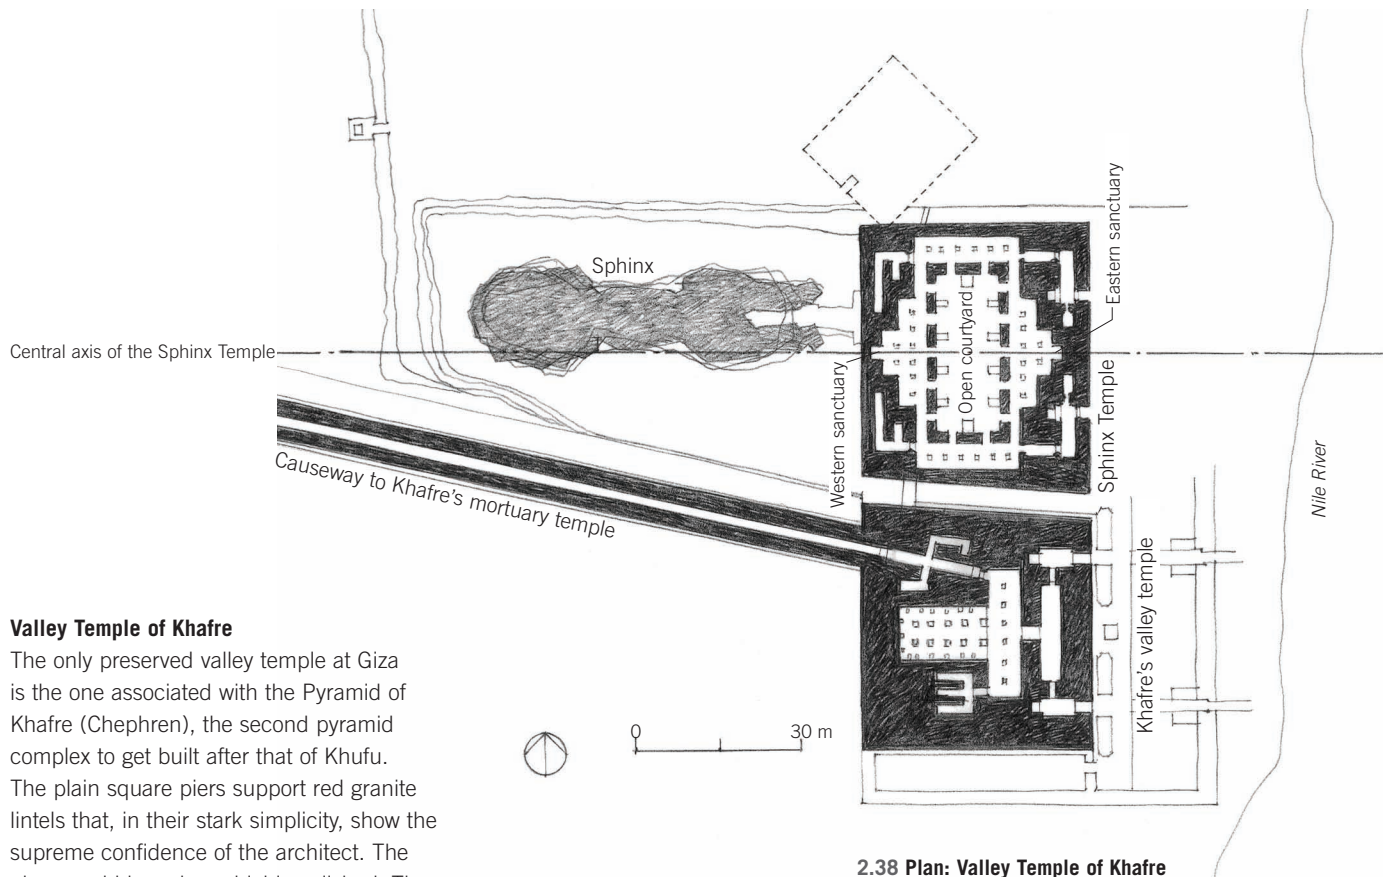 Sphinx
Central axis of the Sphinx Temple
Western sanctuary
Open courtyard
Eastern sanctuary
Sphinx Temple
Nile River
Causeway to Khafre’s mortuary temple
Khafre’s valley temple
0 30 m
Valley Temple of Khafre
The only preserved valley temple at Giza
is the one associated with the Pyramid of
Khafre (Chephren), the second pyramid
complex to get built after that of Khufu.
The plain square piers support red granite
lintels that, in their stark simplicity, show the
supreme confidence of the architect. The
2.38 Plan: Valley Temple of Khafre